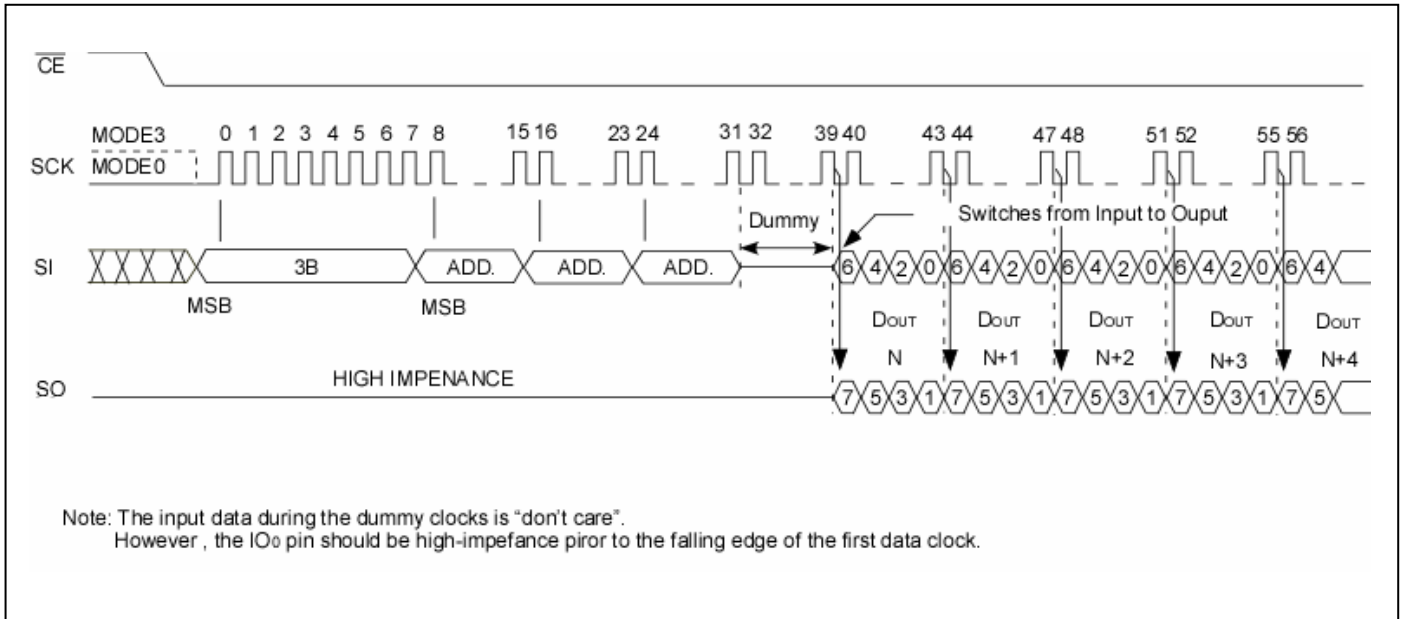 CE
MODE3 0 1 2 3 4 5 6 7 8 15 16 23 24 31 32 39 40 43 44 47 48 51 52 55 56
SCK MODE0
Dummy Switches from Input to Ouput
SI 3B ADD. ADD. ADD. 6 4 2 0 6 4 2 0 6 4 2 0 6 4 2 0 6 4
MSB MSB
DOUT DOUT DOUT DOUT DOUT
N N+1 N+2 N+3 N+4
HIGH IMPENANCE
SO 7 5 3 1 7 5 3 1 7 5 3 1 7 5 3 1 7 5
Note: The input data during the dummy clocks is “don't care”.
However , the IO0 pin should be high-impefance piror to the falling edge of the first data clock.